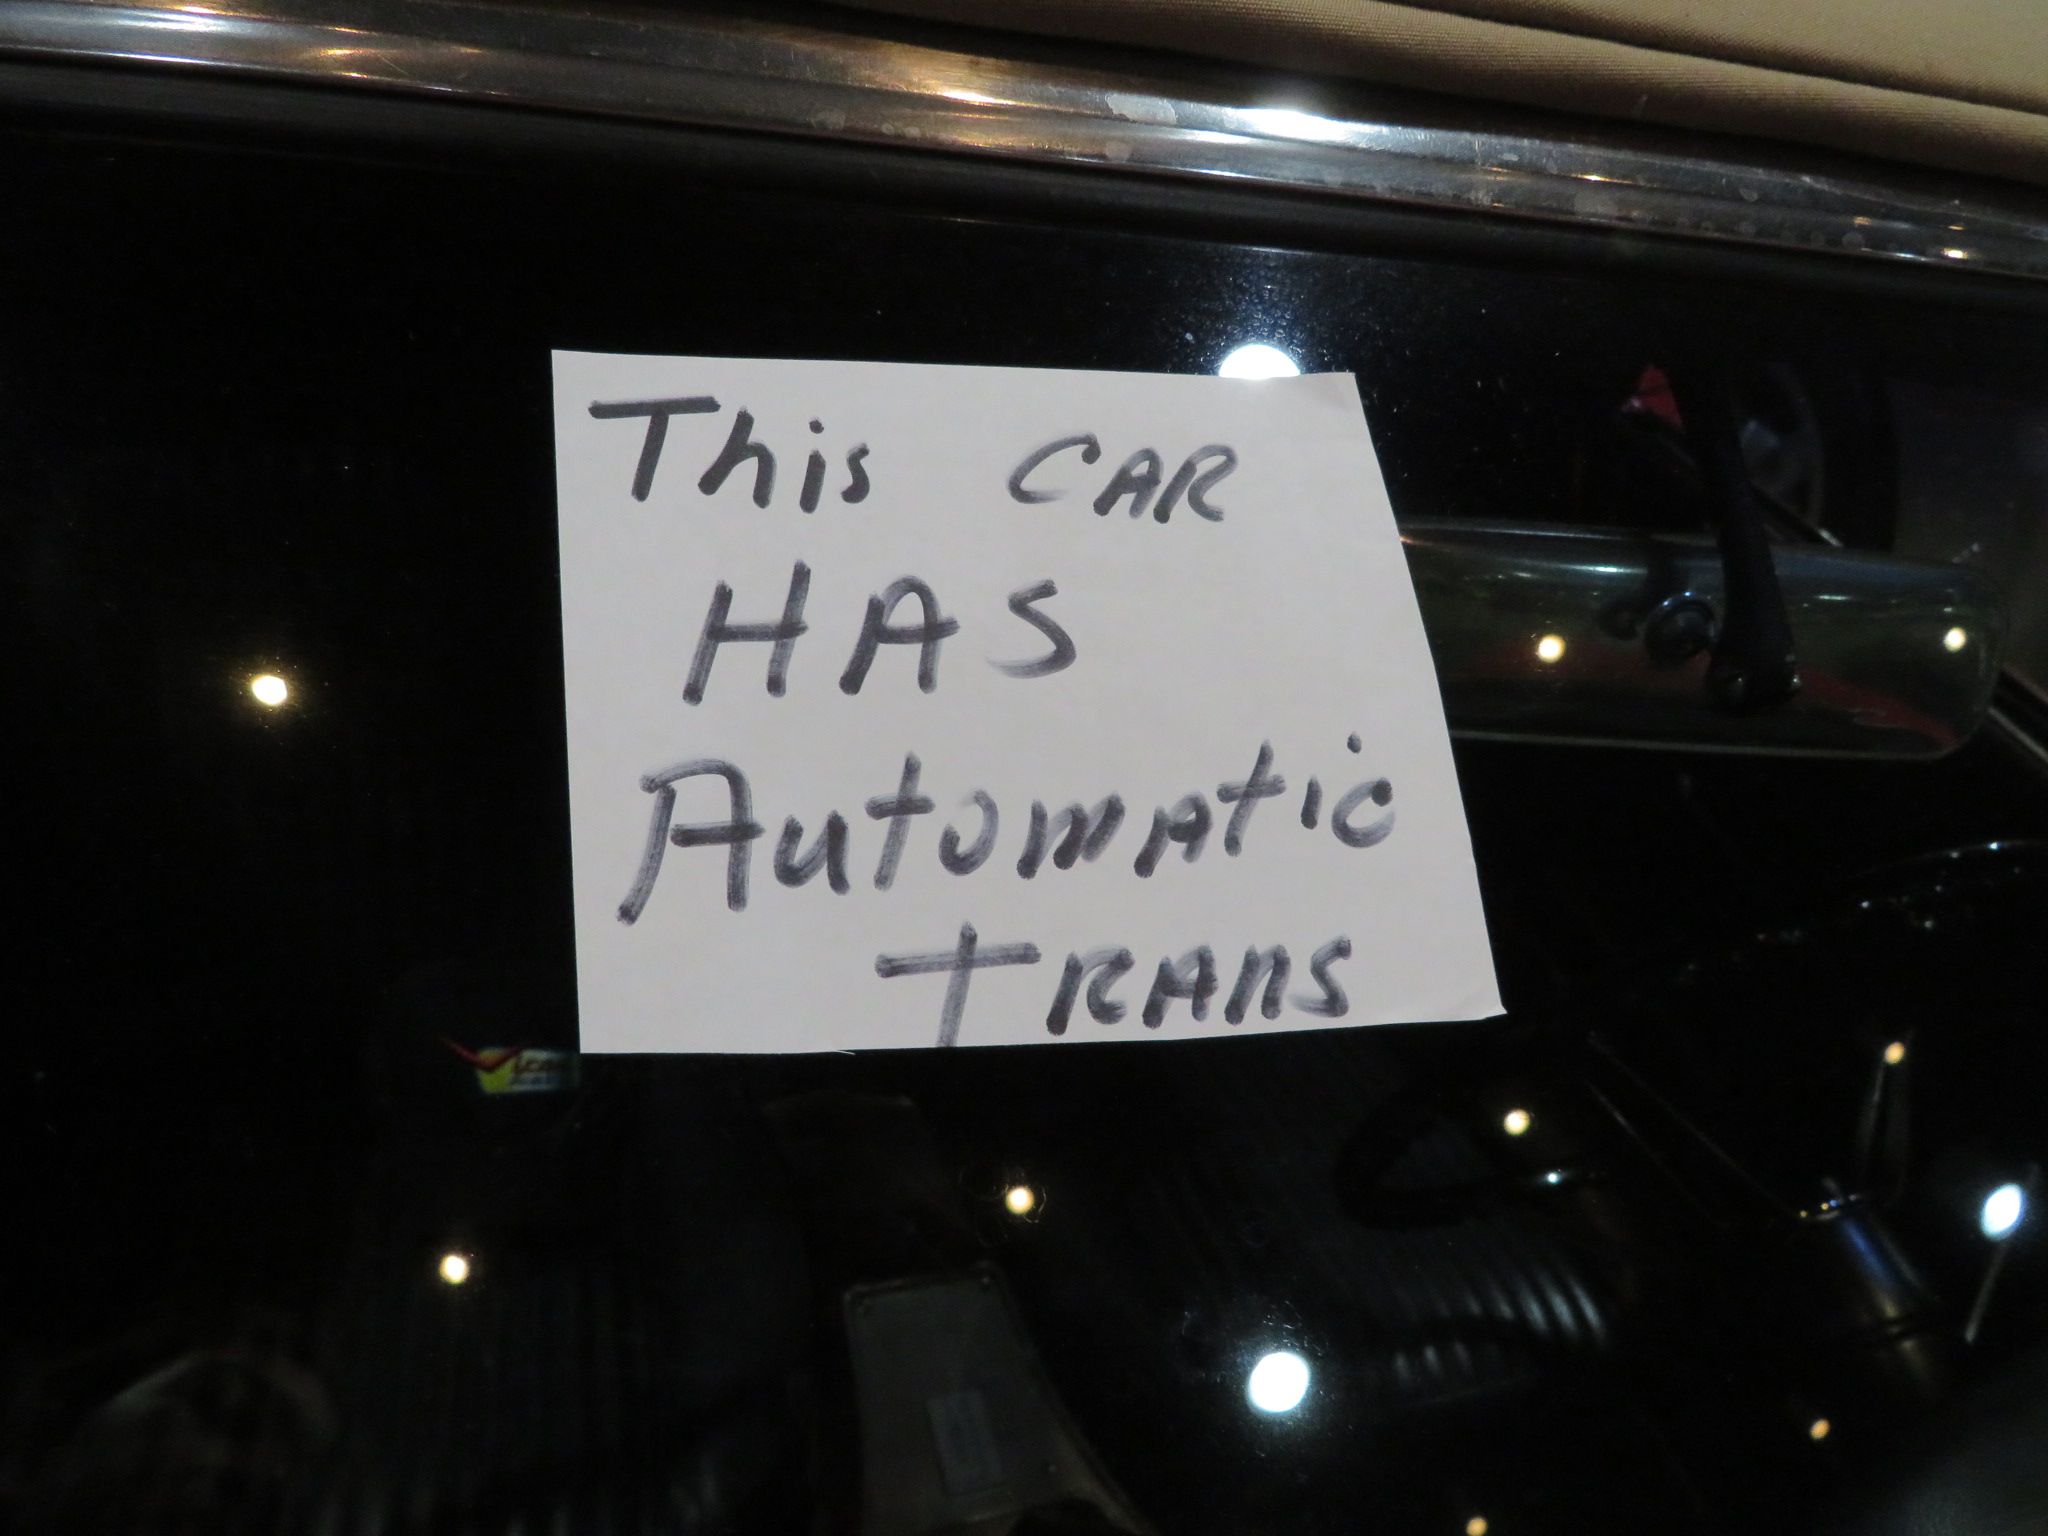 This CAR
HAS
Automatic
TRANS